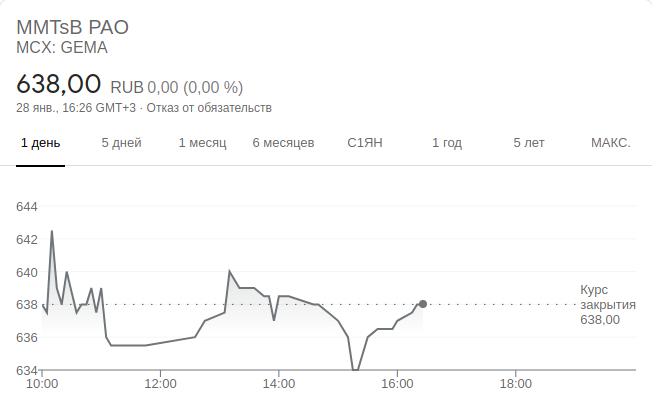 MMTsB PAO
MCX: GEMA
638,00 RUB 0,00 (0,00 %)
28 янв., 16:26 GMT+3 · Отказ от обязательств
1 день 5 дней 1 месяц 6 месяцев С1ЯН 1 год 5 лет МАКС.
644
642
640
638
636
634
Курс
закрытия
638,00
10:00 12:00 14:00 16:00 18:00